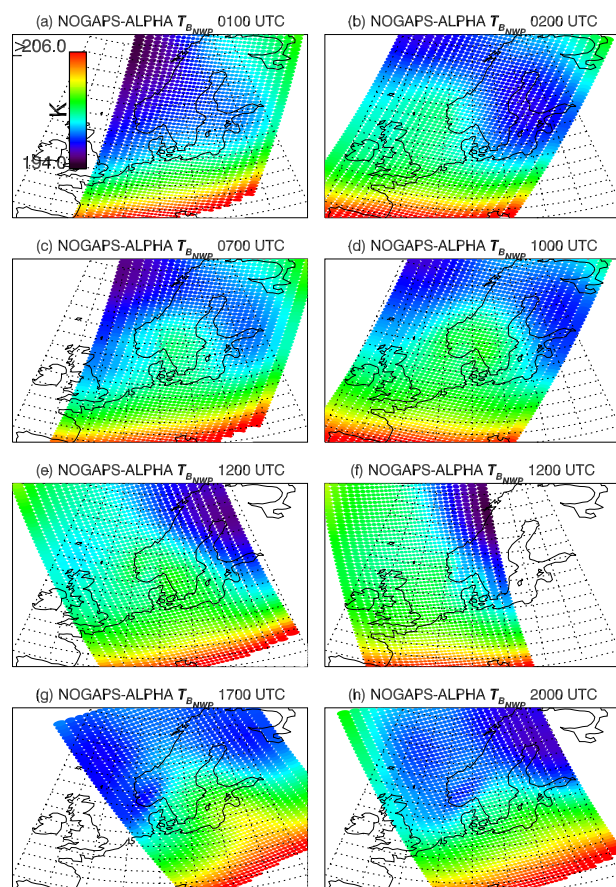 (a) NOGAPS-ALPHA T_B_NWP 0100 UTC
(b) NOGAPS-ALPHA T_B_NWP 0200 UTC
206.0
K
194.0
(c) NOGAPS-ALPHA T_B_NWP 0700 UTC
(d) NOGAPS-ALPHA T_B_NWP 1000 UTC
(e) NOGAPS-ALPHA T_B_NWP 1200 UTC
(f) NOGAPS-ALPHA T_B_NWP 1200 UTC
(g) NOGAPS-ALPHA T_B_NWP 1700 UTC
(h) NOGAPS-ALPHA T_B_NWP 2000 UTC